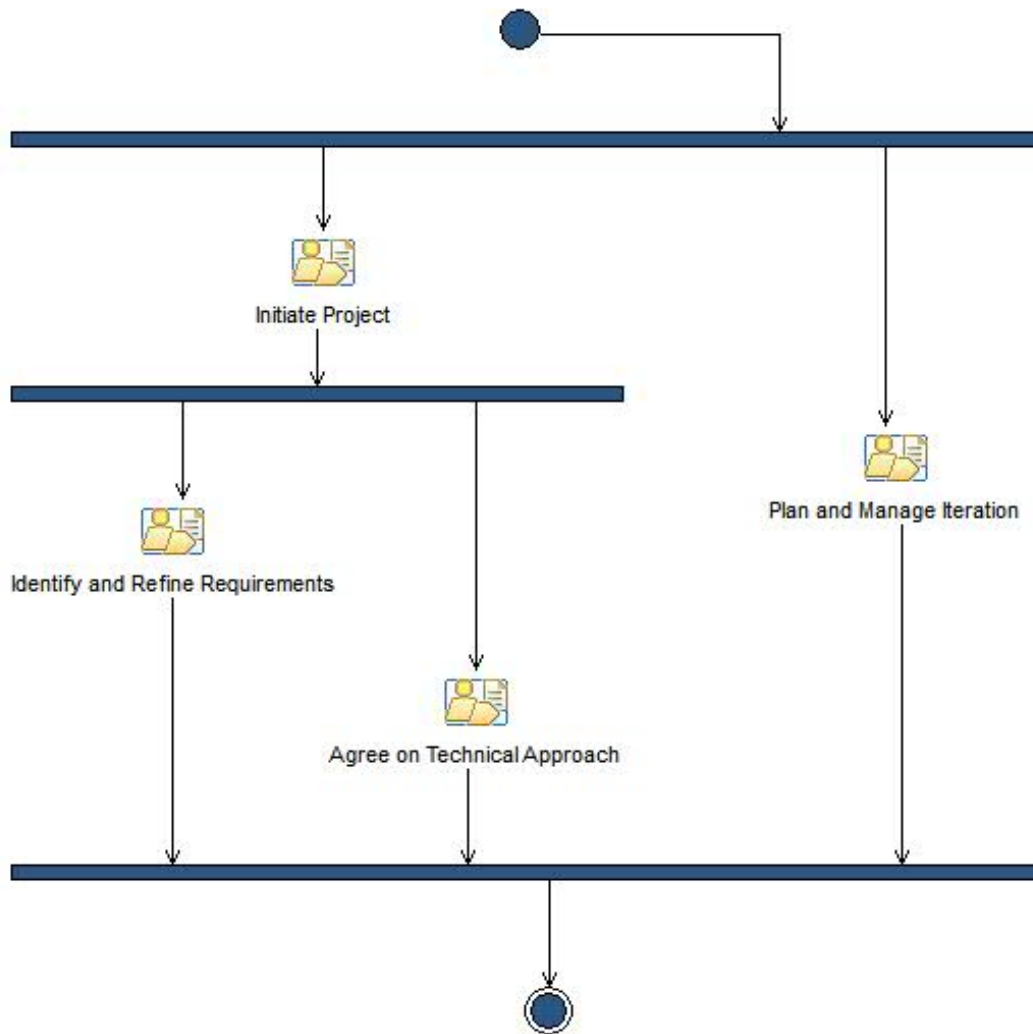 Initiate Project
Plan and Manage Iteration
Identify and Refine Requirements
Agree on Technical Approach